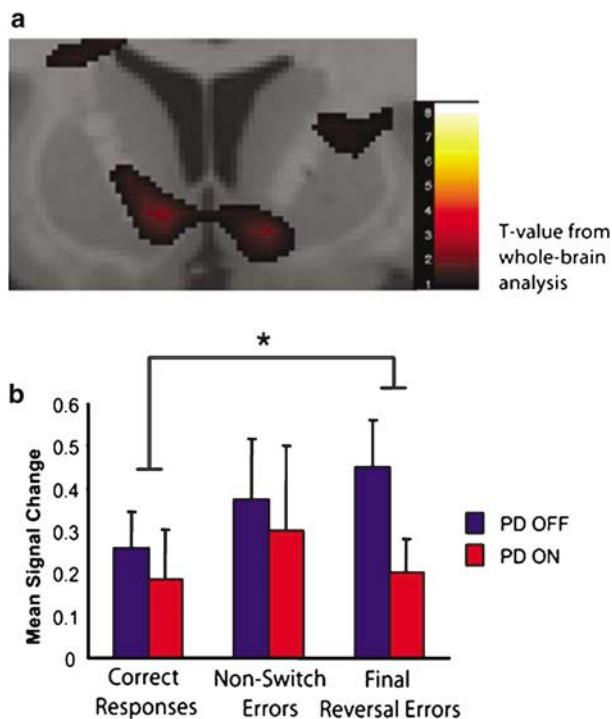 a
8
7
6
5
4
3
2
1
T-value from
whole-brain
analysis
b
*
0.6
0.5
0.4
0.3
0.2
0.1
0
Mean Signal Change
PD OFF
PD ON
Correct
Responses
Non-Switch
Errors
Final
Reversal Errors